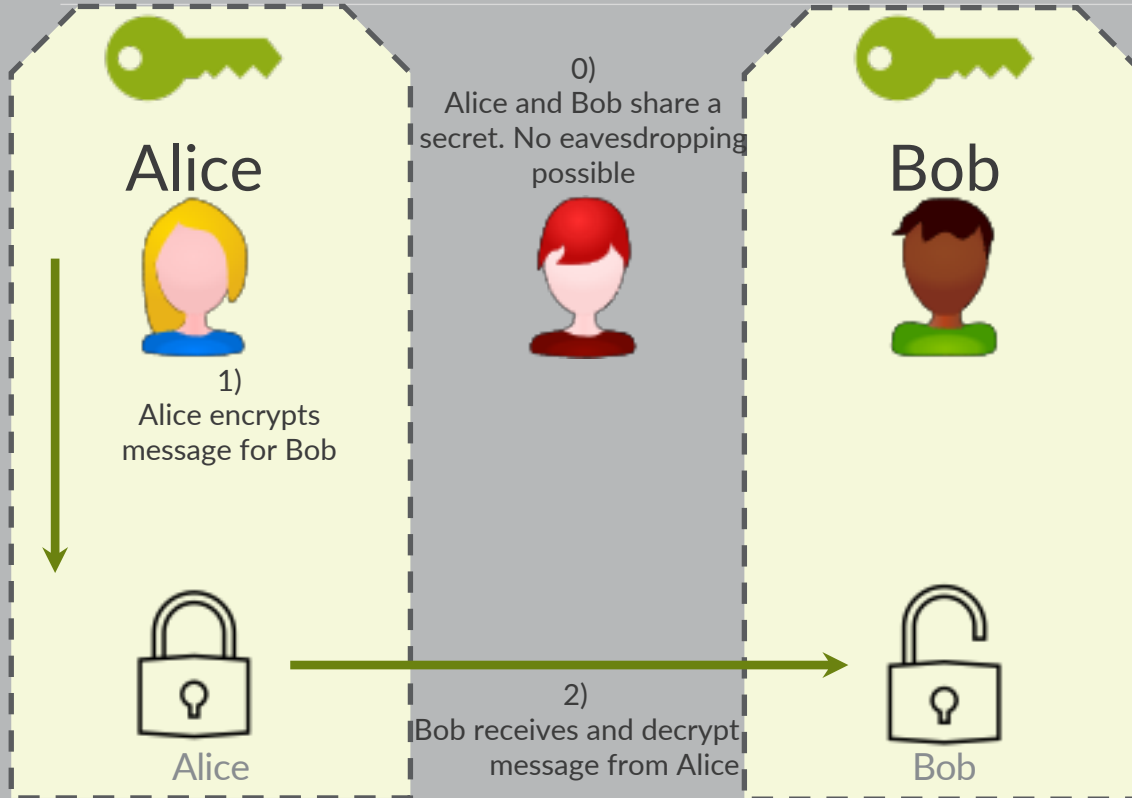 0)
Alice and Bob share a
secret. No eavesdropping
possible
Alice
Bob
1)
Alice encrypts
message for Bob
2)
Bob receives and decrypt
message from Alice
Alice
Bob